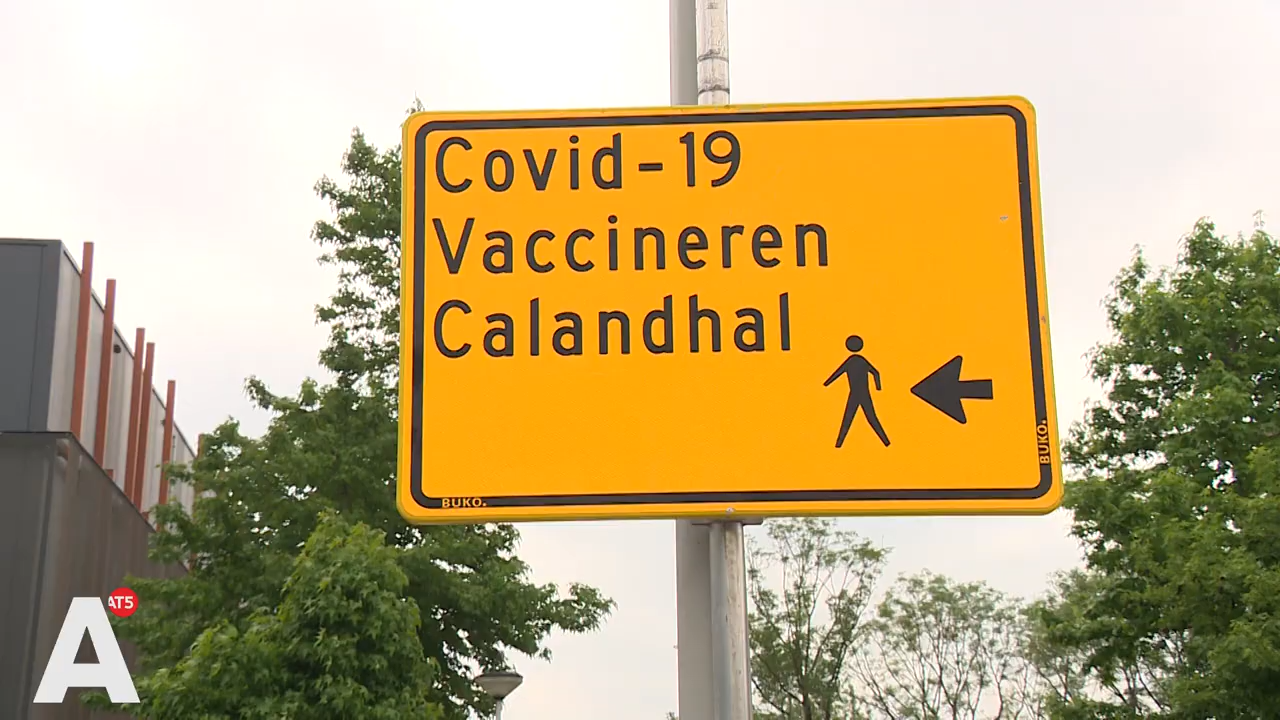 Covid-19
Vaccineren
Calandhal
BUKO.
BUKO.
A
AT5